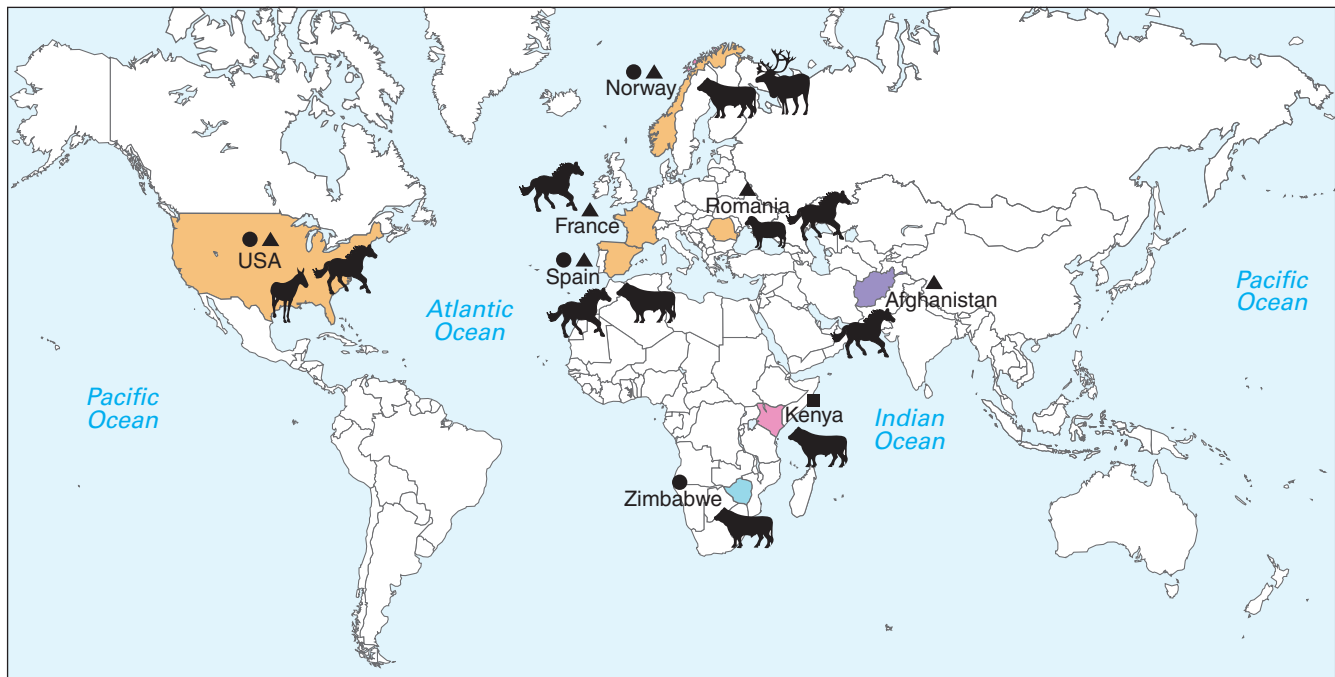 Norway
Romania
France
USA
Spain
Afghanistan
Atlantic
Ocean
Pacific
Ocean
Pacific
Ocean
Kenya
Indian
Ocean
Zimbabwe